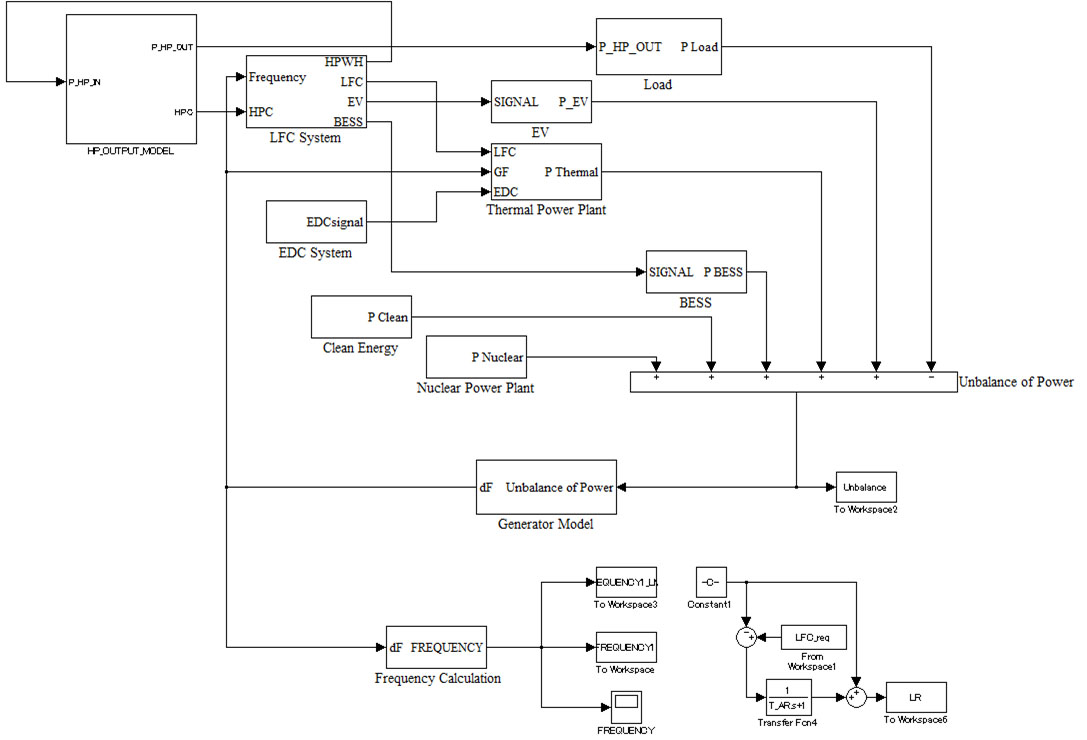 P_HP_OUT
P_HP_IN
HPC
HP_OUTPUT_MODEL
HPWH
Frequency
LFC
EV
HPC
BESS
LFC System
P_HP_OUT P Load
Load
SIGNAL P_EV
EV
LFC
GF P Thermal
EDC
Thermal Power Plant
EDCsignal
EDC System
SIGNAL P BESS
BESS
P Clean
Clean Energy
P Nuclear
Nuclear Power Plant
+ + + + + −
Unbalance of Power
dF Unbalance of Power
Generator Model
Unbalance
To Workspace2
EQUENCY1_LN
To Workspace3
-C-
Constant1
dF FREQUENCY
Frequency Calculation
FREQUENCY1
To Workspace
FREQUENCY
− +
LFC_req
From
Workspace1
1
T_AR.s+1
Transfer Fcn4
+ +
LR
To Workspace6